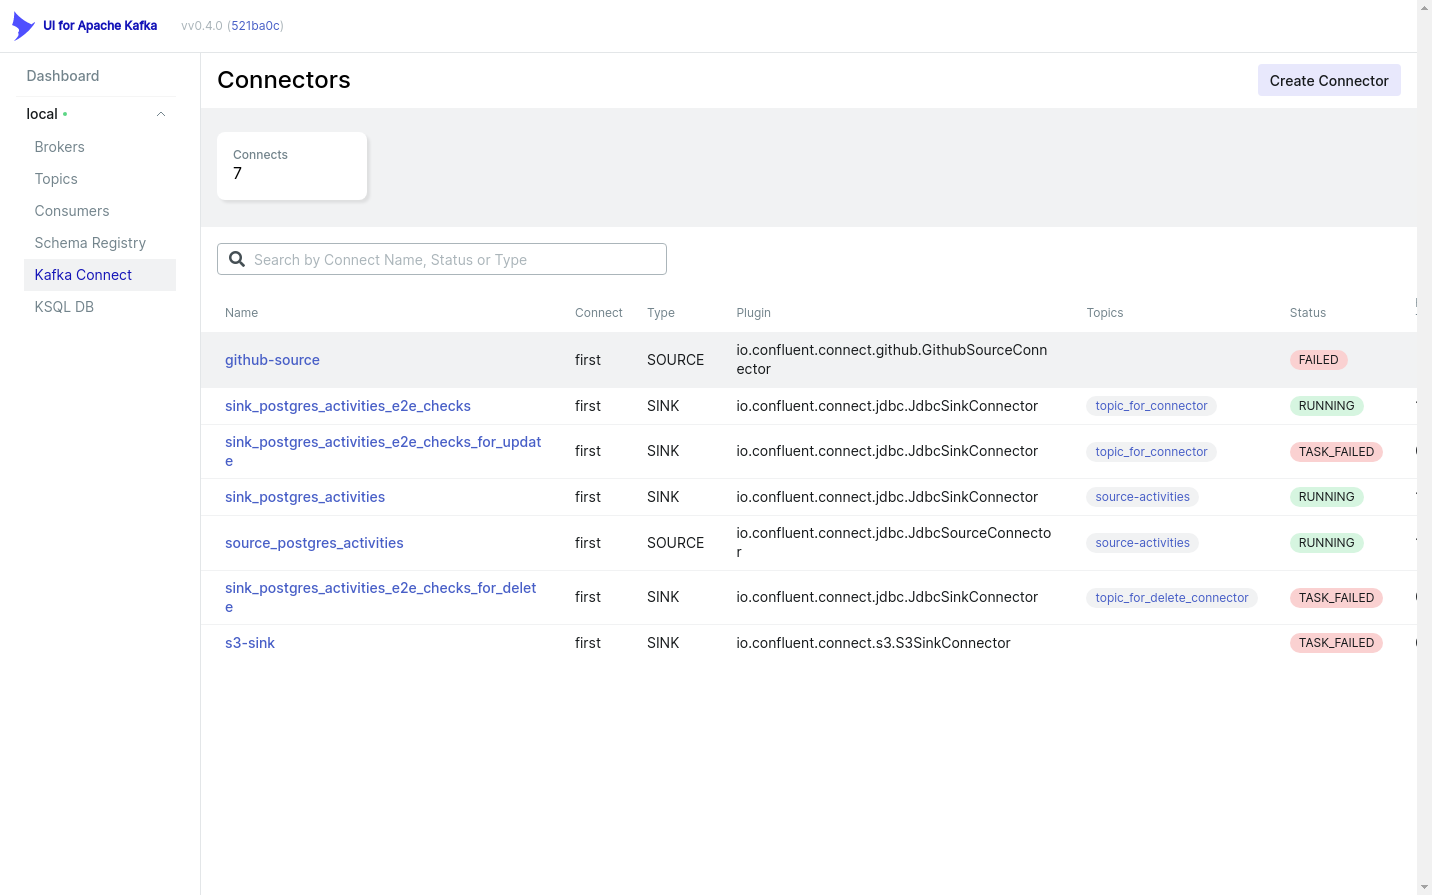 UI for Apache Kafka
vv0.4.0 (521ba0c)
Dashboard
local
Brokers
Topics
Consumers
Schema Registry
Kafka Connect
KSQL DB
Connectors
Create Connector
Connects
7
Search by Connect Name, Status or Type
Name Connect Type Plugin Topics Status
github-source first SOURCE io.confluent.connect.github.GithubSourceConn
ector FAILED
sink_postgres_activities_e2e_checks first SINK io.confluent.connect.jdbc.JdbcSinkConnector topic_for_connector RUNNING
sink_postgres_activities_e2e_checks_for_updat
e first SINK io.confluent.connect.jdbc.JdbcSinkConnector topic_for_connector TASK_FAILED
sink_postgres_activities first SINK io.confluent.connect.jdbc.JdbcSinkConnector source-activities RUNNING
source_postgres_activities first SOURCE io.confluent.connect.jdbc.JdbcSourceConnecto
r source-activities RUNNING
sink_postgres_activities_e2e_checks_for_delet
e first SINK io.confluent.connect.jdbc.JdbcSinkConnector topic_for_delete_connector TASK_FAILED
s3-sink first SINK io.confluent.connect.s3.S3SinkConnector TASK_FAILED